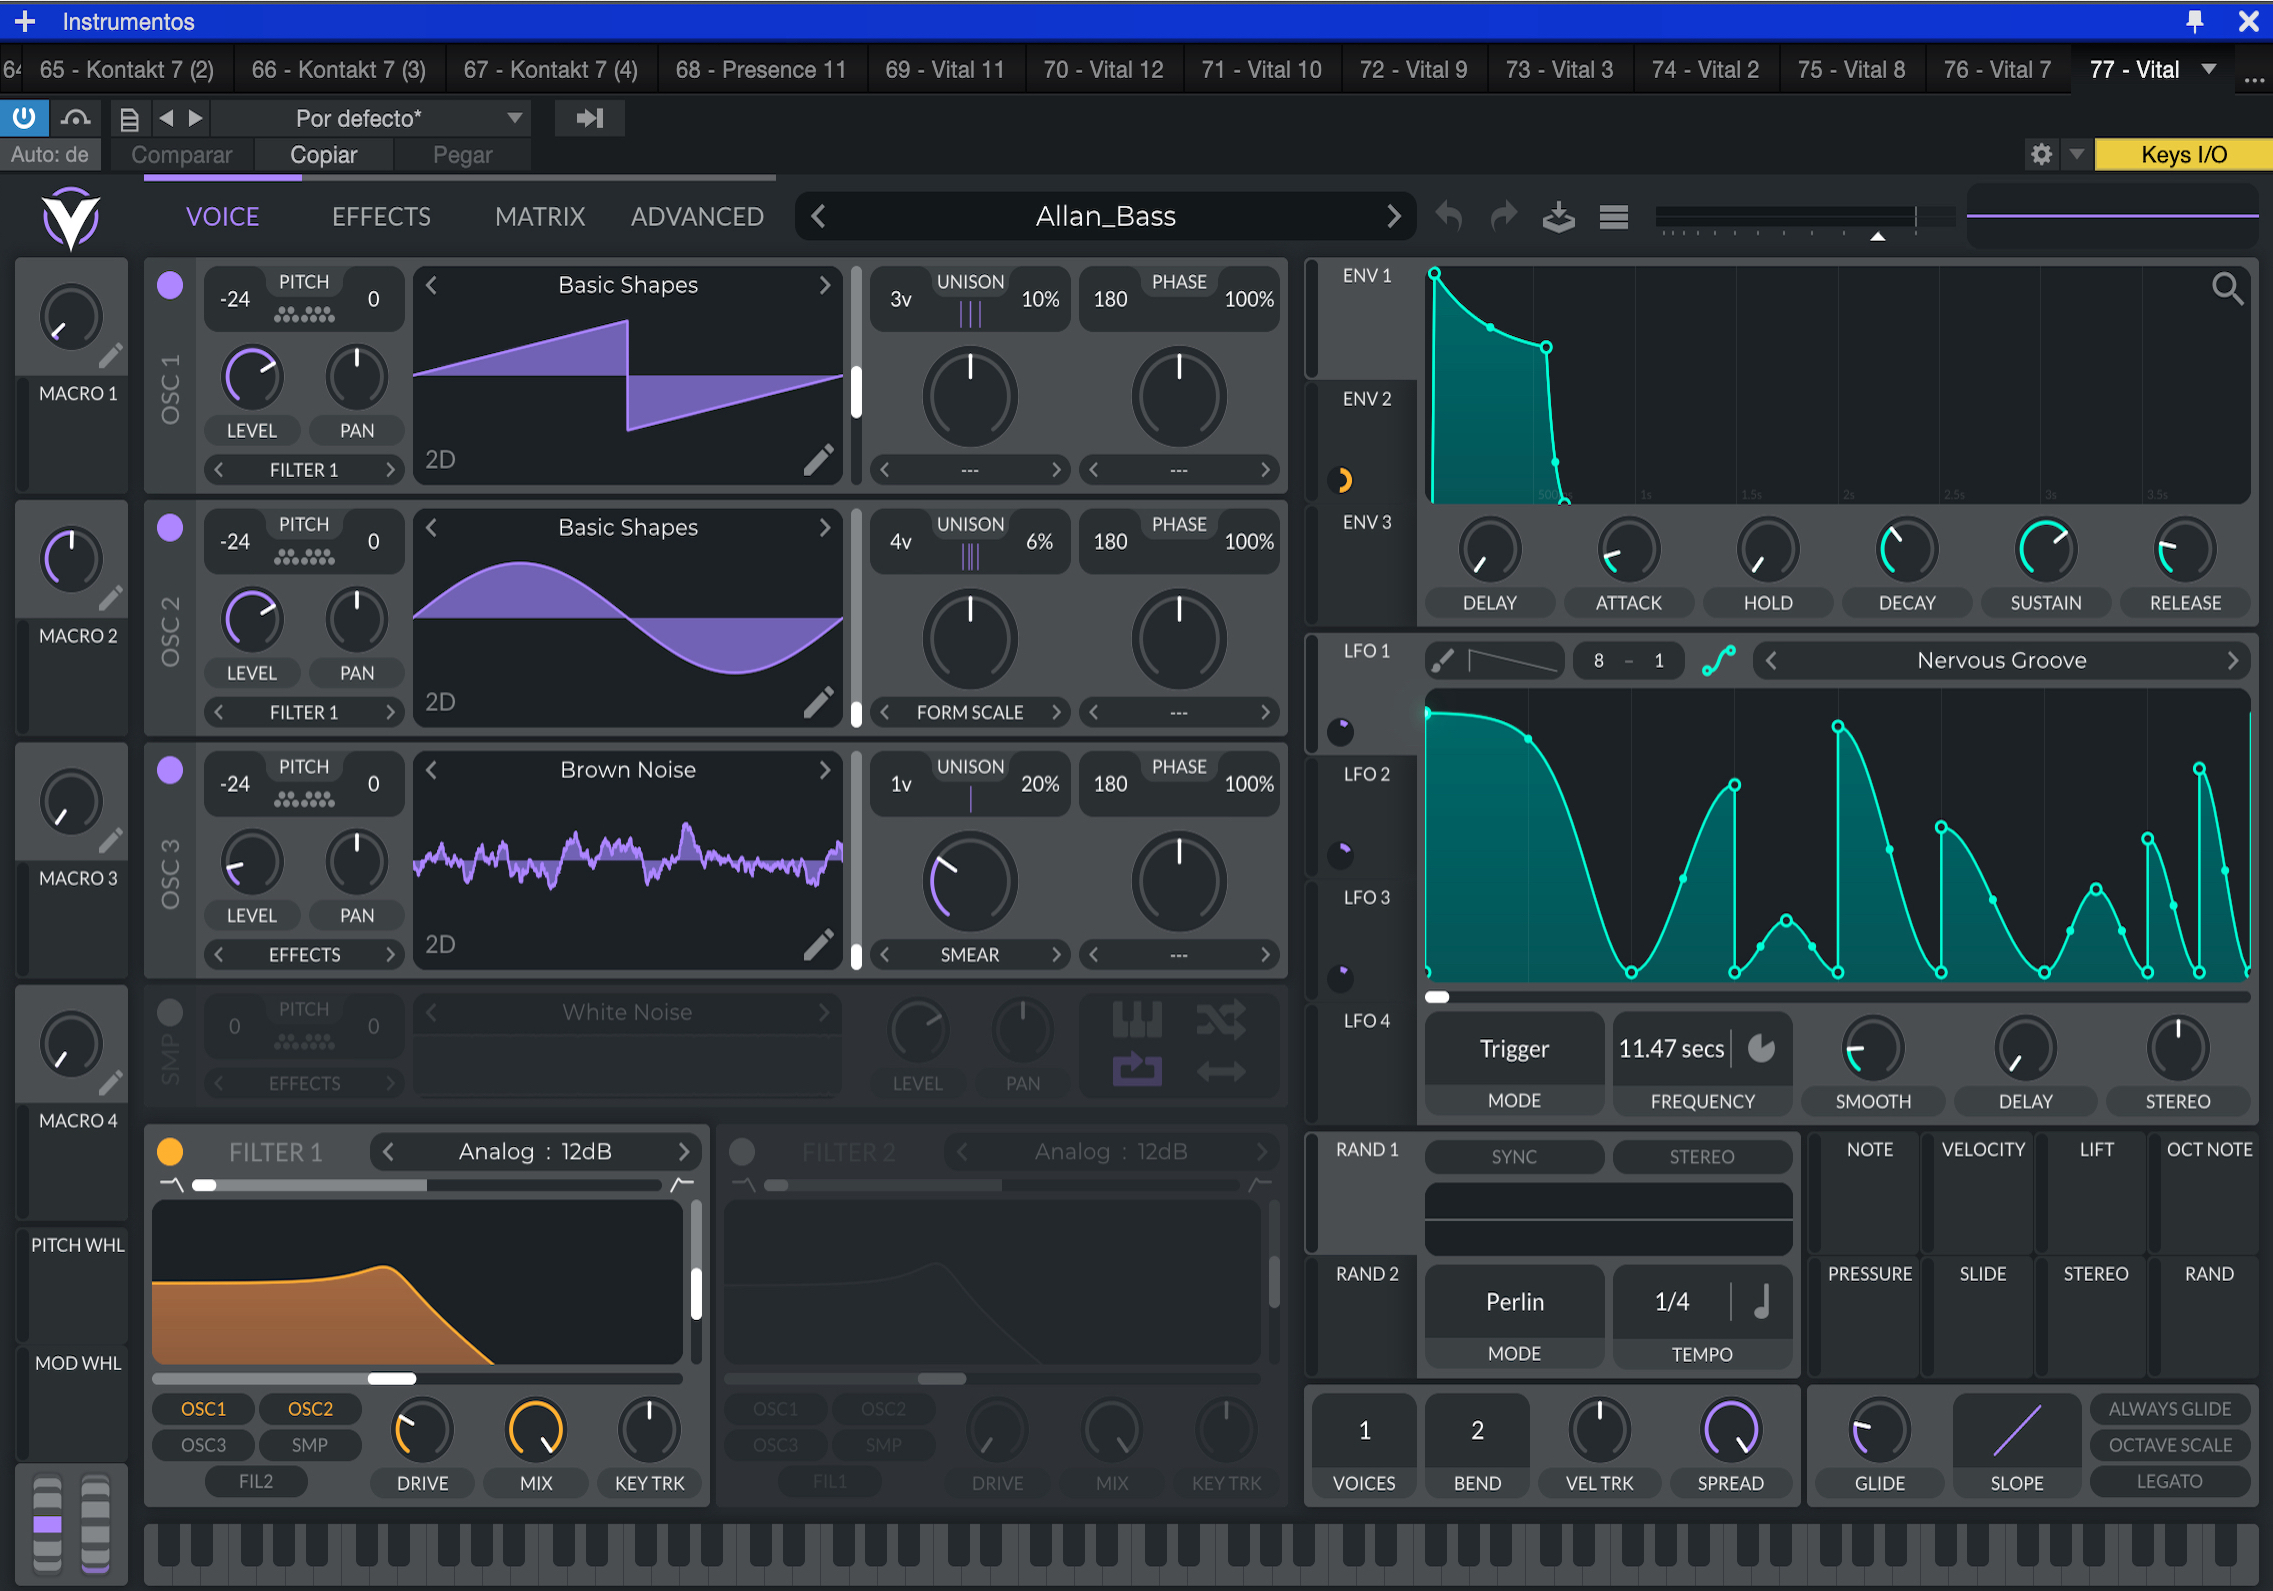 Instrumentos
65 - Kontakt 7 (2) 66 - Kontakt 7 (3) 67 - Kontakt 7 (4) 68 - Presence 11 69 - Vital 11 70 - Vital 12 71 - Vital 10 72 - Vital 9 73 - Vital 3 74 - Vital 2 75 - Vital 8 76 - Vital 7 77 - Vital ...
Por defecto*
Auto: de Comparar Copiar Pegar Keys I/O
VOICE EFFECTS MATRIX ADVANCED Allan_Bass
MACRO 1
MACRO 2
MACRO 3
MACRO 4
PITCH WHL
MOD WHL
OSC 1
-24 PITCH 0 Basic Shapes 3v UNISON 10% 180 PHASE 100%
LEVEL PAN
2D
FILTER 1 --- ---
OSC 2
-24 PITCH 0 Basic Shapes 4v UNISON 6% 180 PHASE 100%
LEVEL PAN
2D
FILTER 1 FORM SCALE ---
OSC 3
-24 PITCH 0 Brown Noise 1v UNISON 20% 180 PHASE 100%
LEVEL PAN
2D
EFFECTS SMEAR ---
SMP
0 PITCH 0 White Noise
EFFECTS LEVEL PAN
FILTER 1 Analog : 12dB
OSC1 OSC2
OSC3 SMP
FIL2 DRIVE MIX KEY TRK
FILTER 2 Analog : 12dB
OSC1 OSC2
OSC3 SMP
FIL1 DRIVE MIX KEY TRK
ENV 1
ENV 2
ENV 3
1s 1.5s 2s 2.5s 3s 3.5s
DELAY ATTACK HOLD DECAY SUSTAIN RELEASE
LFO 1
LFO 2
LFO 3
LFO 4
8 - 1 Nervous Groove
Trigger 11.47 secs
MODE FREQUENCY SMOOTH DELAY STEREO
RAND 1
RAND 2
SYNC STEREO
Perlin 1/4
MODE TEMPO
NOTE VELOCITY LIFT OCT NOTE
PRESSURE SLIDE STEREO RAND
1 2
VOICES BEND VEL TRK SPREAD
GLIDE SLOPE
ALWAYS GLIDE
OCTAVE SCALE
LEGATO